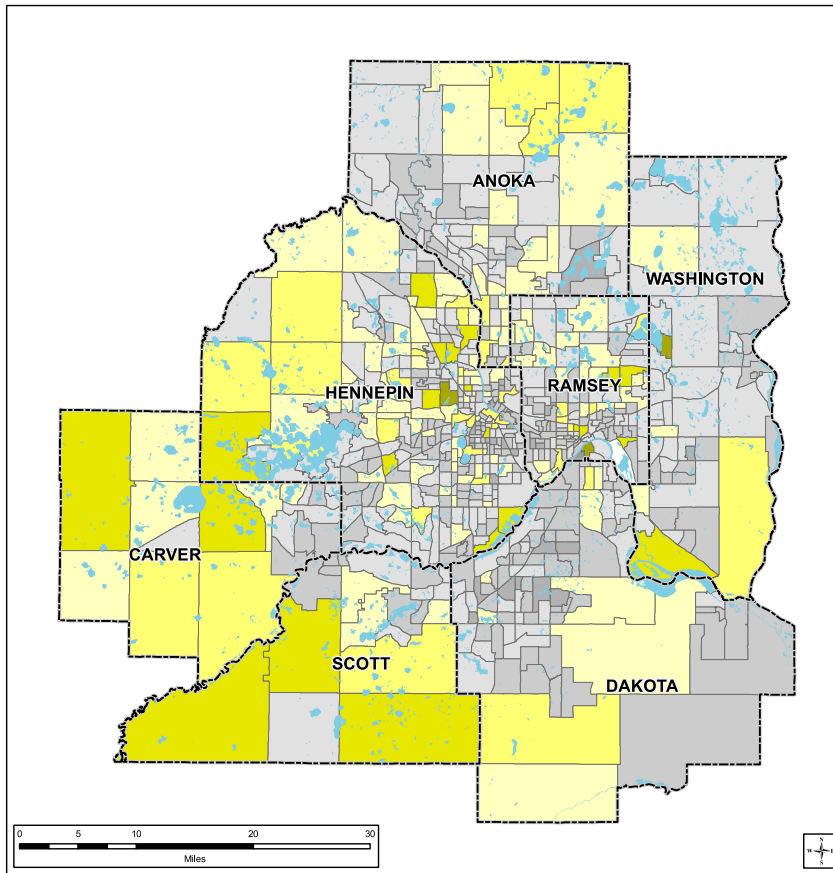 ANOKA
WASHINGTON
HENNEPIN
RAMSEY
CARVER
SCOTT
DAKOTA
0 5 10 20 30
Miles
N
W E
S